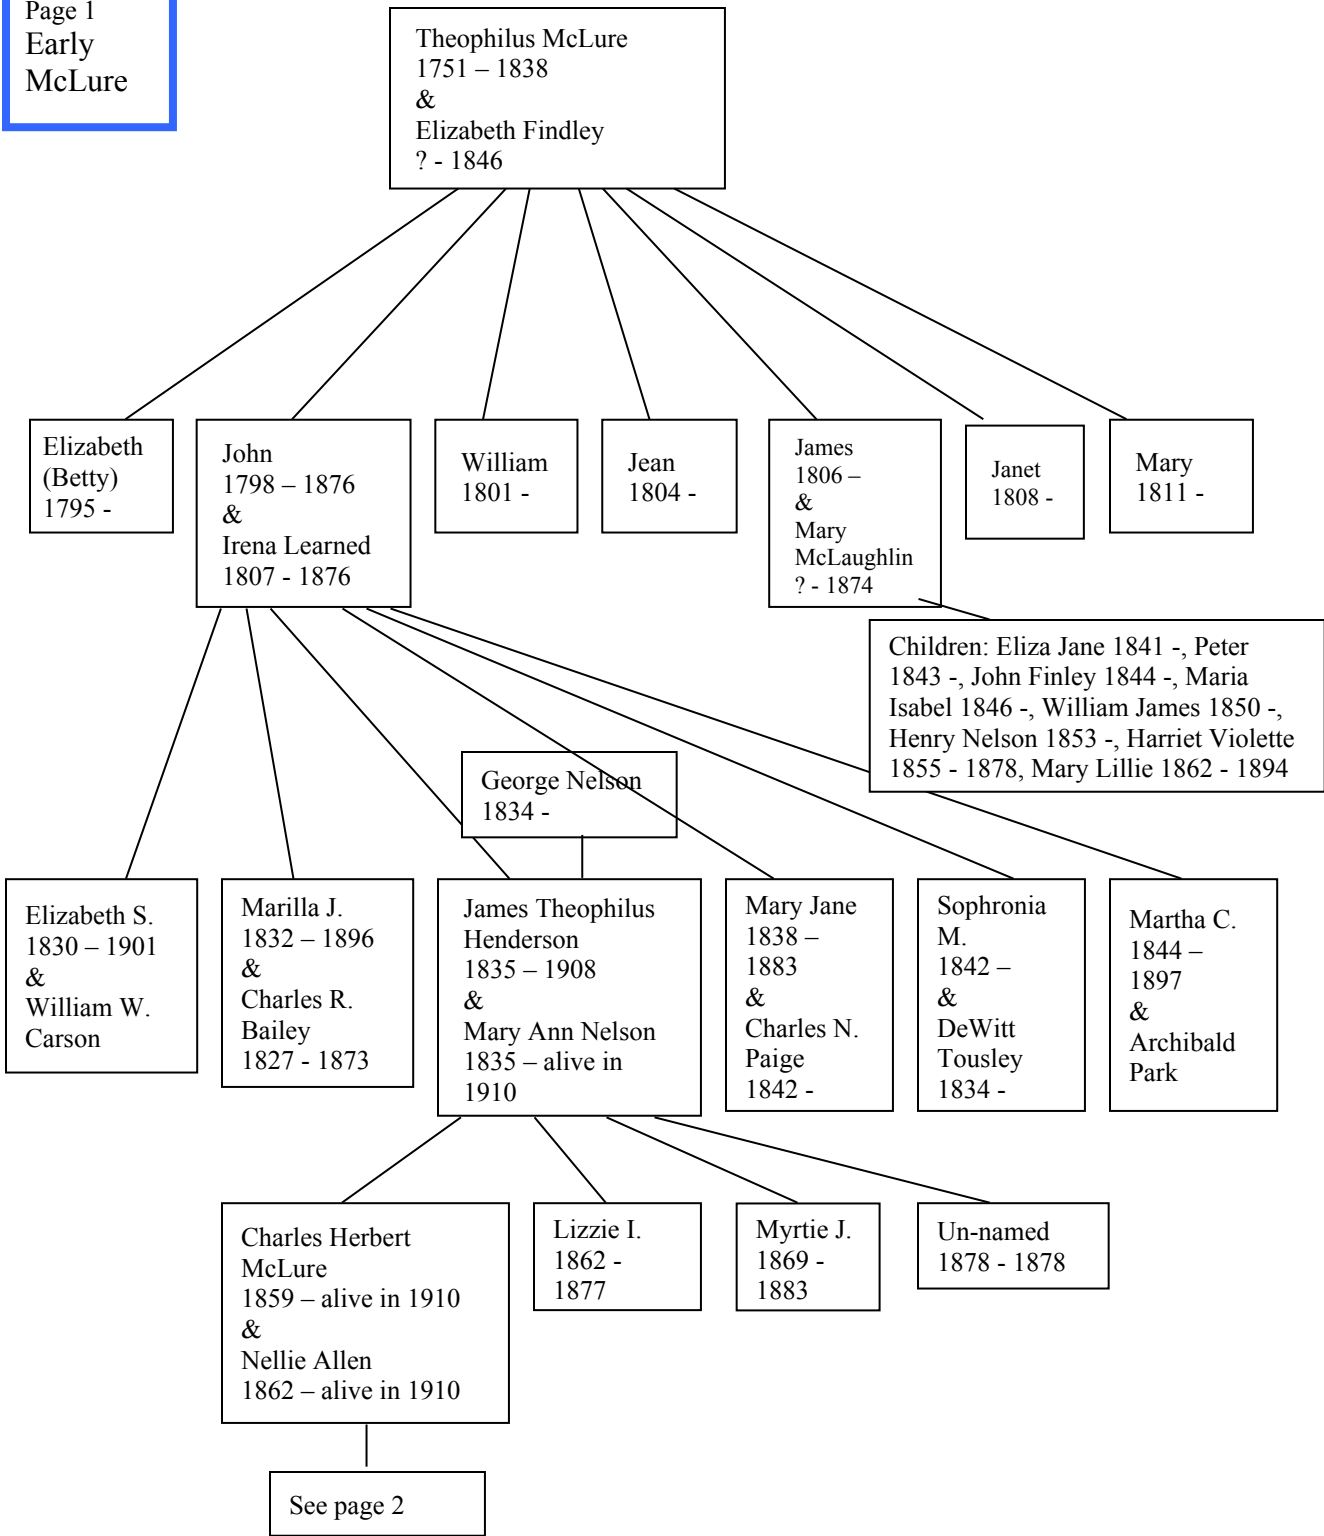 Page 1
Early
McLure
Theophilus McLure
1751 – 1838
&
Elizabeth Findley
? - 1846
Elizabeth
(Betty)
1795 -
John
1798 – 1876
&
Irena Learned
1807 - 1876
William
1801 -
Jean
1804 -
James
1806 –
&
Mary
McLaughlin
? - 1874
Janet
1808 -
Mary
1811 -
Children: Eliza Jane 1841 -, Peter
1843 -, John Finley 1844 -, Maria
Isabel 1846 -, William James 1850 -,
Henry Nelson 1853 -, Harriet Violette
1855 - 1878, Mary Lillie 1862 - 1894
George Nelson
1834 -
Elizabeth S.
1830 – 1901
&
William W.
Carson
Marilla J.
1832 – 1896
&
Charles R.
Bailey
1827 - 1873
James Theophilus
Henderson
1835 – 1908
&
Mary Ann Nelson
1835 – alive in
1910
Mary Jane
1838 –
1883
&
Charles N.
Paige
1842 -
Sophronia
M.
1842 –
&
DeWitt
Tousley
1834 -
Martha C.
1844 –
1897
&
Archibald
Park
Charles Herbert
McLure
1859 – alive in 1910
&
Nellie Allen
1862 – alive in 1910
Lizzie I.
1862 -
1877
Myrtie J.
1869 -
1883
Un-named
1878 - 1878
See page 2